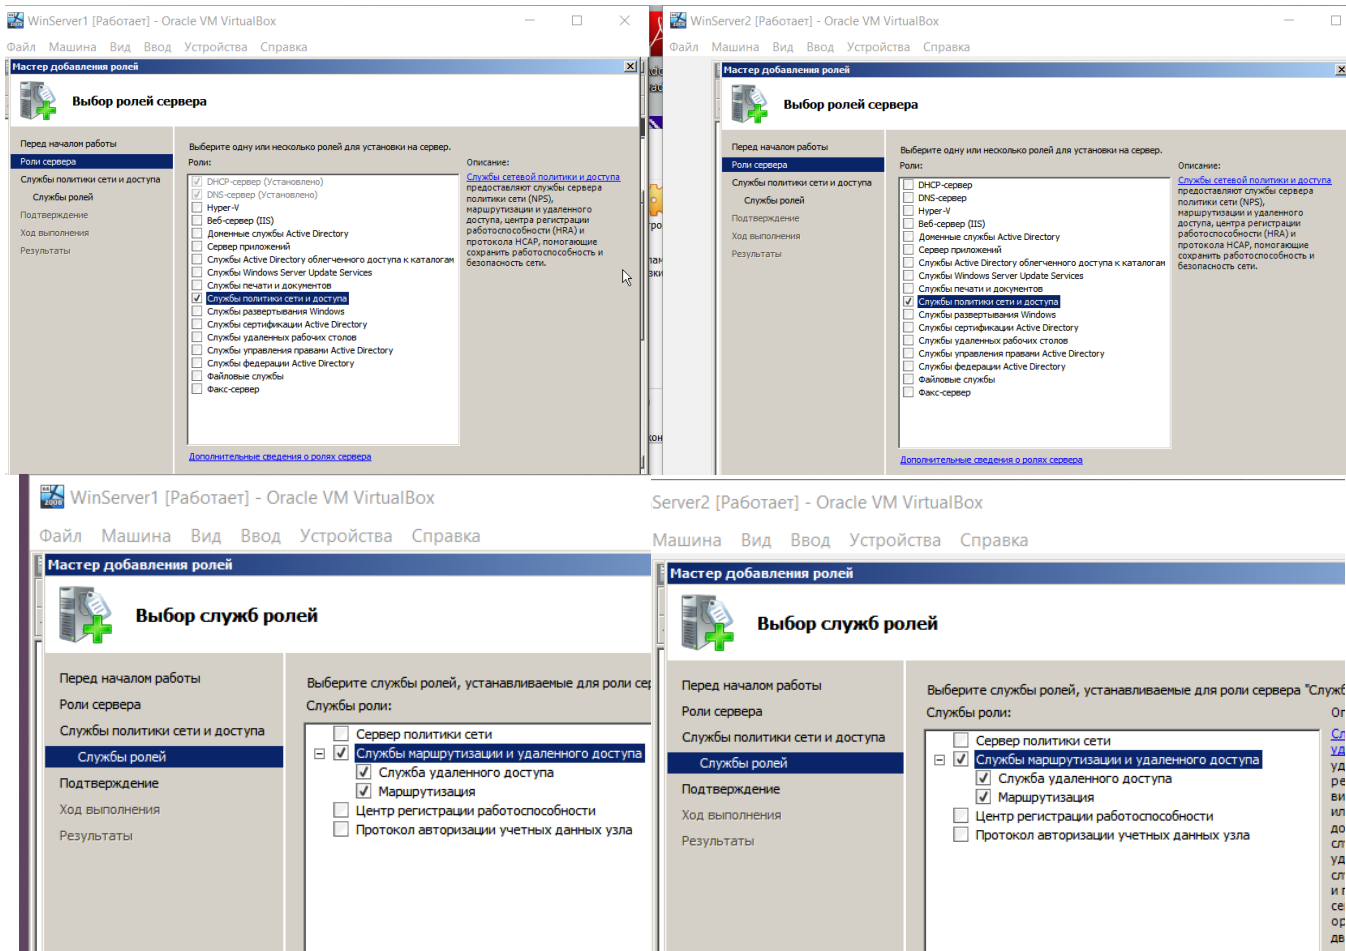 WinServer1 [Работает] - Oracle VM VirtualBox
Файл Машина Вид Ввод Устройства Справка
Мастер добавления ролей
Выбор ролей сервера
Перед началом работы
Роли сервера
Службы политики сети и доступа
Службы ролей
Подтверждение
Ход выполнения
Результаты
Выберите одну или несколько ролей для установки на сервер.
Роли:
DHCP-сервер (Установлено)
DNS-сервер (Установлено)
Hyper-V
Веб-сервер (IIS)
Доменные службы Active Directory
Сервер приложений
Службы Active Directory облегченного доступа к каталогам
Службы Windows Server Update Services
Службы печати и документов
Службы политики сети и доступа
Службы развертывания Windows
Службы сертификации Active Directory
Службы удаленных рабочих столов
Службы управления правами Active Directory
Службы федерации Active Directory
Файловые службы
Факс-сервер
Дополнительные сведения о ролях сервера
Описание:
Службы сетевой политики и доступа
предоставляют службы сервера
политики сети (NPS),
маршрутизации и удаленного
доступа, центра регистрации
работоспособности (HRA) и
протокола HCAP, помогающие
сохранить работоспособность и
безопасность сети.
WinServer2 [Работает] - Oracle VM VirtualBox
Файл Машина Вид Ввод Устройства Справка
Мастер добавления ролей
Выбор ролей сервера
Перед началом работы
Роли сервера
Службы политики сети и доступа
Службы ролей
Подтверждение
Ход выполнения
Результаты
Выберите одну или несколько ролей для установки на сервер.
Роли:
DHCP-сервер
DNS-сервер
Hyper-V
Веб-сервер (IIS)
Доменные службы Active Directory
Сервер приложений
Службы Active Directory облегченного доступа к каталогам
Службы Windows Server Update Services
Службы печати и документов
Службы политики сети и доступа
Службы развертывания Windows
Службы сертификации Active Directory
Службы удаленных рабочих столов
Службы управления правами Active Directory
Службы федерации Active Directory
Файловые службы
Факс-сервер
Дополнительные сведения о ролях сервера
Описание:
Службы сетевой политики и доступа
предоставляют службы сервера
политики сети (NPS),
маршрутизации и удаленного
доступа, центра регистрации
работоспособности (HRA) и
протокола HCAP, помогающие
сохранить работоспособность и
безопасность сети.
WinServer1 [Работает] - Oracle VM VirtualBox
Файл Машина Вид Ввод Устройства Справка
Мастер добавления ролей
Выбор служб ролей
Перед началом работы
Роли сервера
Службы политики сети и доступа
Службы ролей
Подтверждение
Ход выполнения
Результаты
Выберите службы ролей, устанавливаемые для роли сер
Службы роли:
Сервер политики сети
Службы маршрутизации и удаленного доступа
Служба удаленного доступа
Маршрутизация
Центр регистрации работоспособности
Протокол авторизации учетных данных узла
Server2 [Работает] - Oracle VM VirtualBox
Машина Вид Ввод Устройства Справка
Мастер добавления ролей
Выбор служб ролей
Перед началом работы
Роли сервера
Службы политики сети и доступа
Службы ролей
Подтверждение
Ход выполнения
Результаты
Выберите службы ролей, устанавливаемые для роли сервера "Служб
Службы роли:
Сервер политики сети
Службы маршрутизации и удаленного доступа
Служба удаленного доступа
Маршрутизация
Центр регистрации работоспособности
Протокол авторизации учетных данных узла